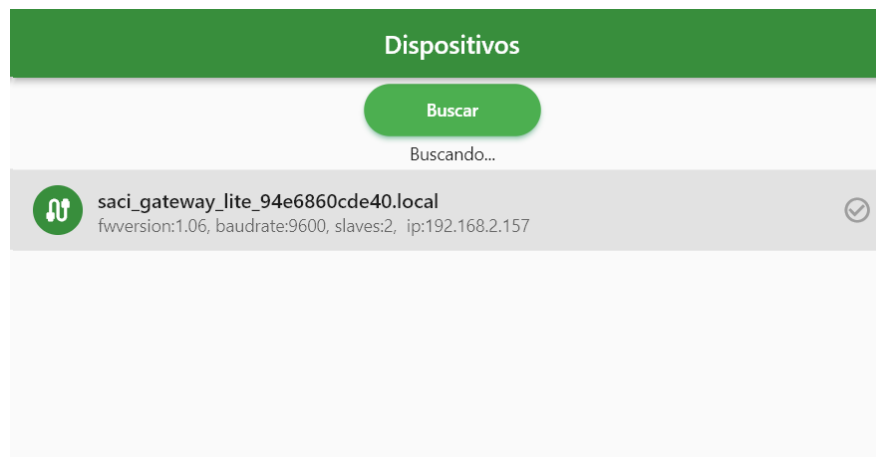 Dispositivos
Buscar
Buscando...
saci_gateway_lite_94e6860cde40.local
fwversion:1.06, baudrate:9600, slaves:2,  ip:192.168.2.157